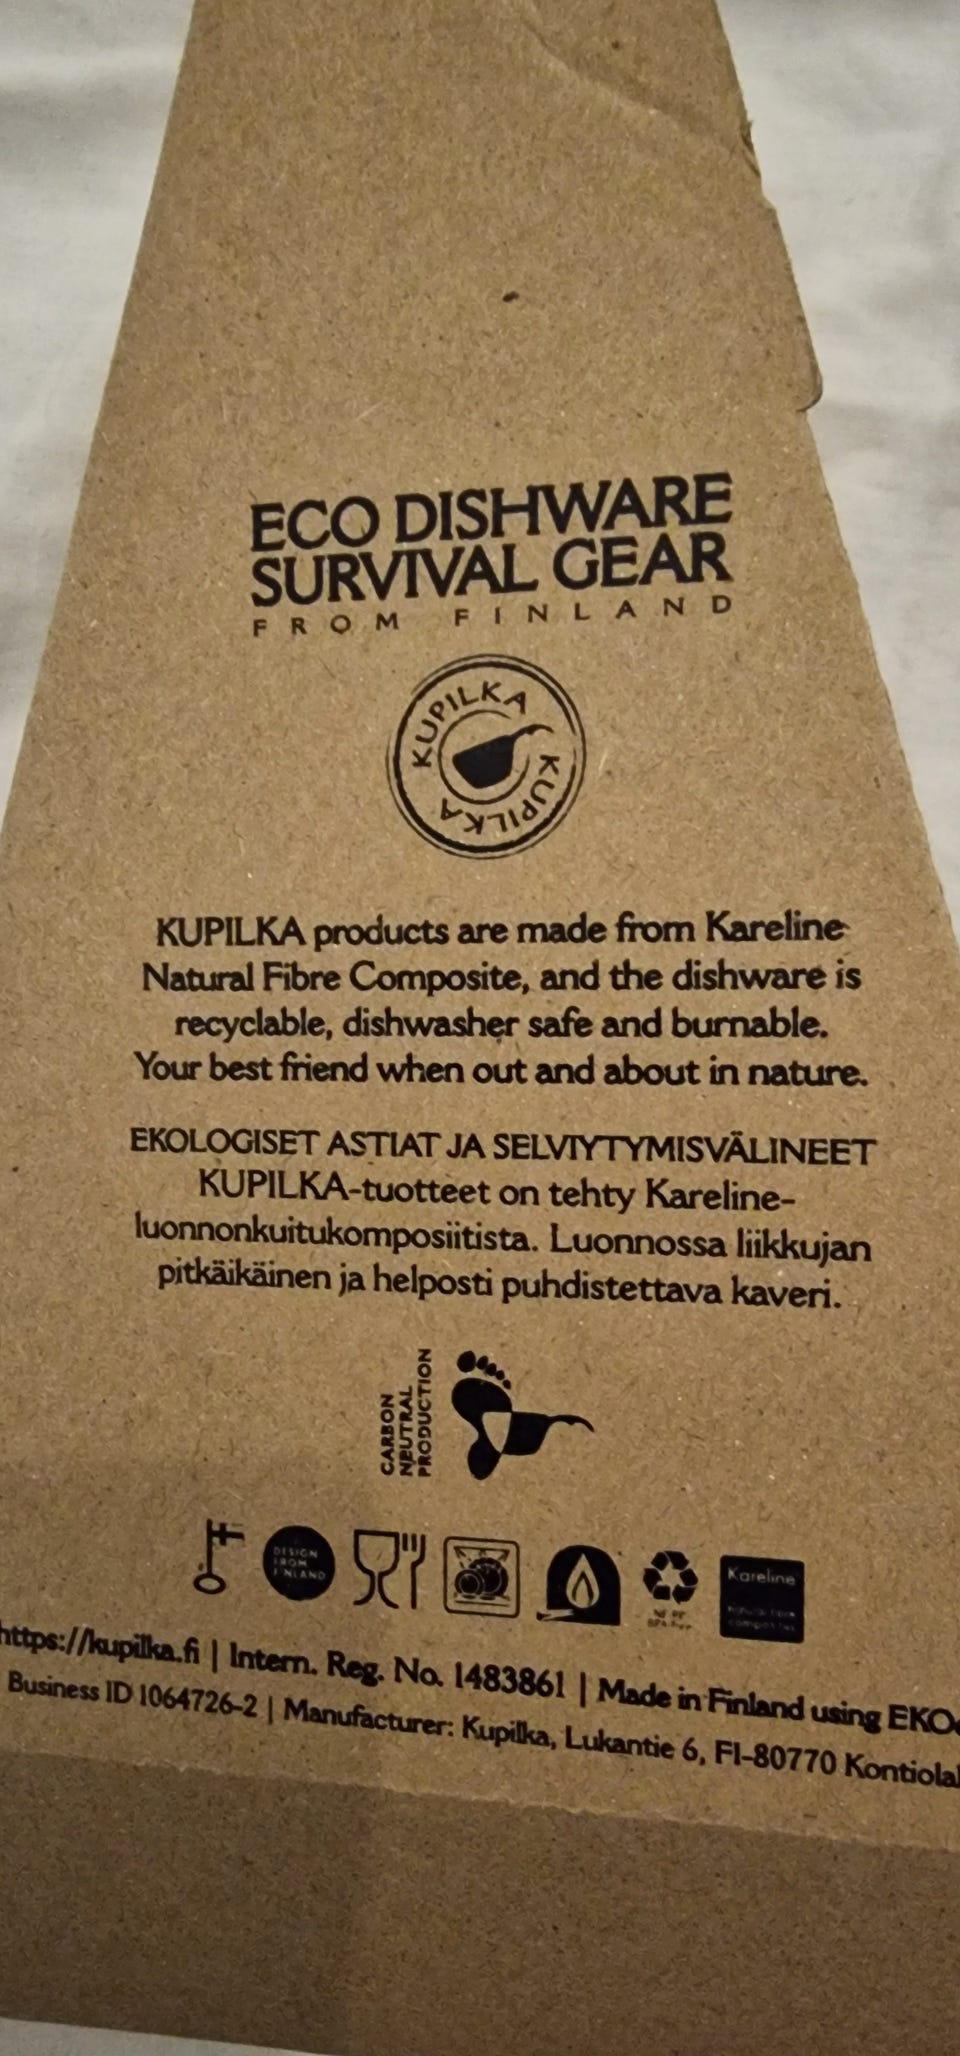 ECO DISHWARE
SURVIVAL GEAR
FROM FINLAND
KUPILKA KUPILKA
KUPILKA products are made from Kareline
Natural Fibre Composite, and the dishware is
recyclable, dishwasher safe and burnable.
Your best friend when out and about in nature.
EKOLOGISET ASTIAT JA SELVIYTYMISVÄLINEET
KUPILKA-tuotteet on tehty Kareline-
luonnonkuitukomposiitista. Luonnossa liikkujan
pitkäikäinen ja helposti puhdistettava kaveri.
CARBON
NEUTRAL
PRODUCTION
DESIGN
FROM
FINLAND
Kareline
https://kupilka.fi | Intern. Reg. No. 1483861 | Made in Finland using EKO
Business ID 1064726-2 | Manufacturer: Kupilka, Lukantie 6, FI-80770 Kontiola